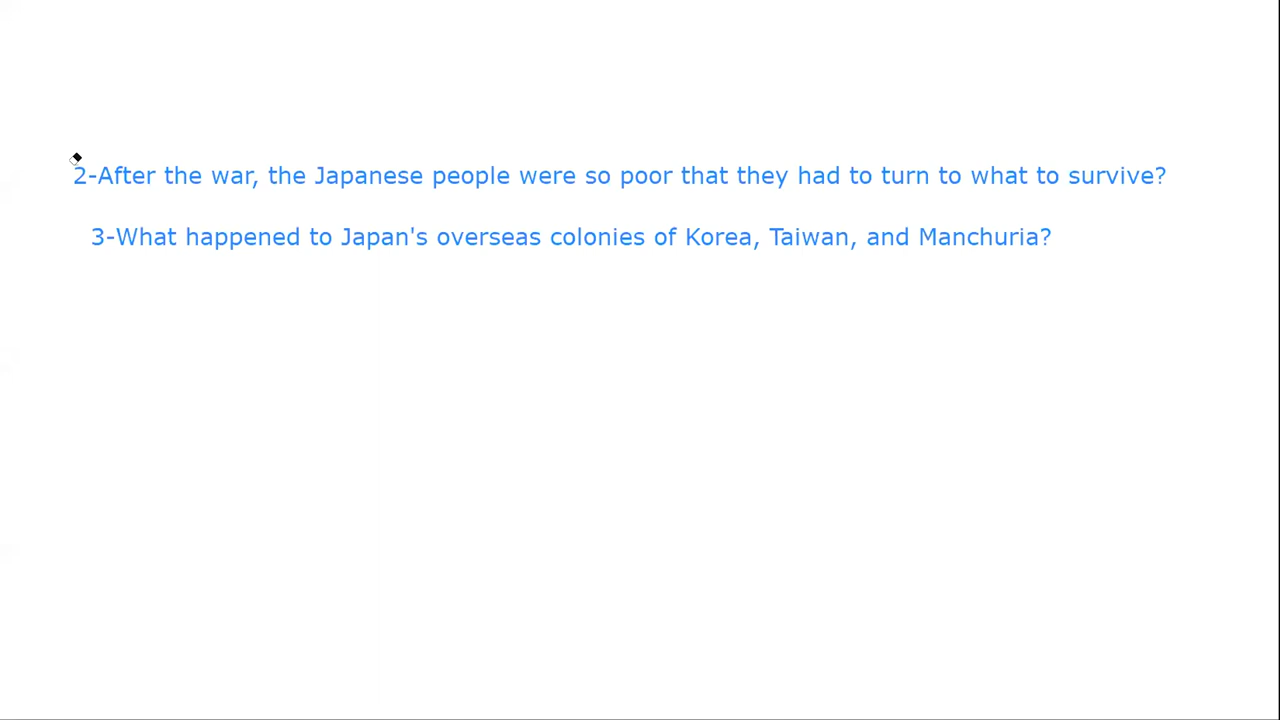 2-After the war, the Japanese people were so poor that they had to turn to what to survive?
3-What happened to Japan's overseas colonies of Korea, Taiwan, and Manchuria?